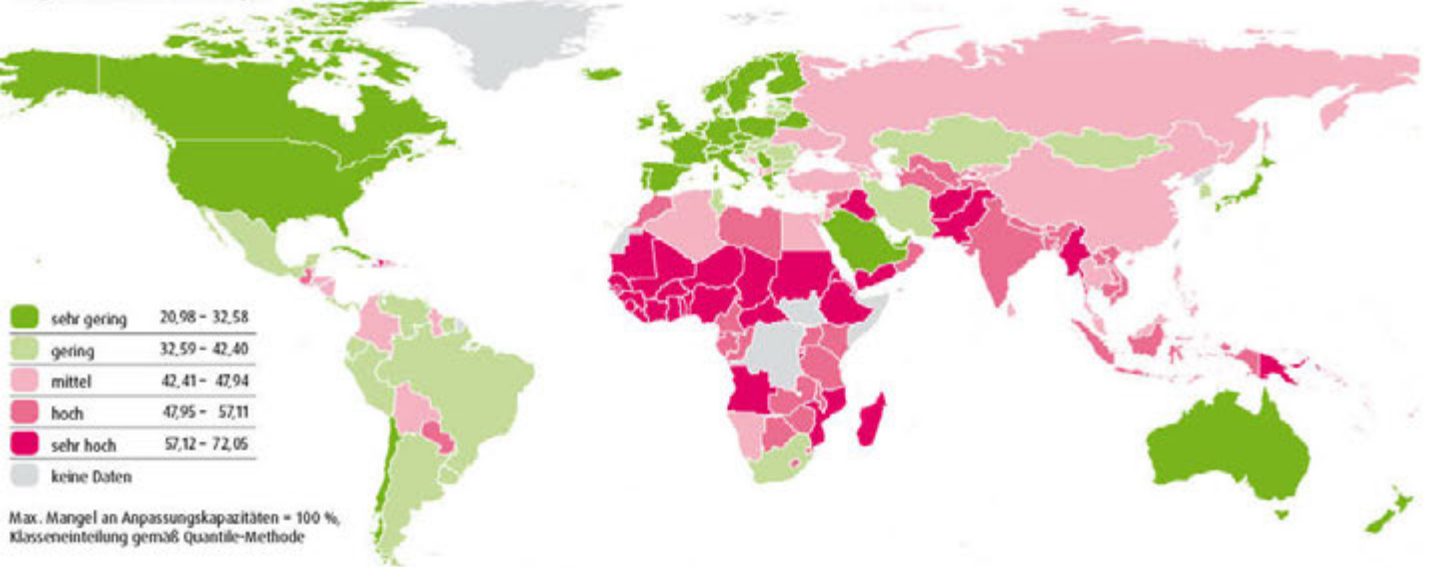 sehr gering 20,98 – 32,58
gering 32,59 – 42,40
mittel 42,41 – 47,94
hoch 47,95 – 57,11
sehr hoch 57,12 – 72,05
keine Daten
Max. Mangel an Anpassungskapazitäten = 100 %,
Klasseneinteilung gemäß Quantile-Methode